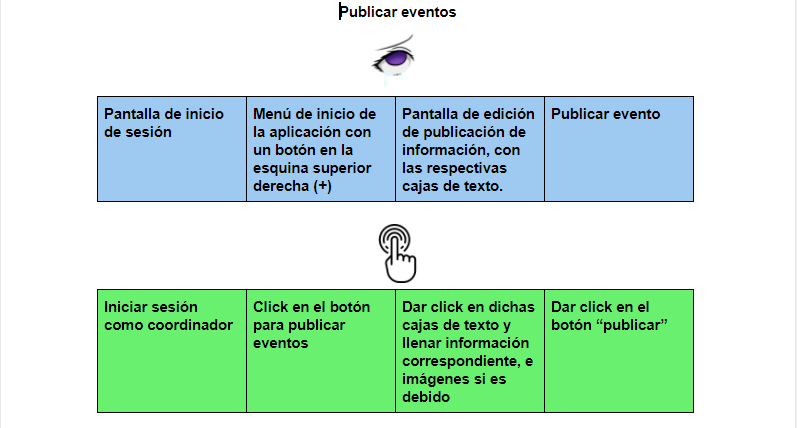 Publicar eventos
Pantalla de inicio
de sesión
Menú de inicio de
la aplicación con
un botón en la
esquina superior
derecha (+)
Pantalla de edición
de publicación de
información, con
las respectivas
cajas de texto.
Publicar evento
Iniciar sesión
como coordinador
Click en el botón
para publicar
eventos
Dar click en dichas
cajas de texto y
llenar información
correspondiente, e
imágenes si es
debido
Dar click en el
botón “publicar”